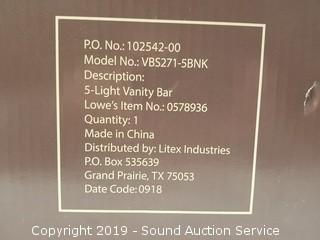 P.O. No.: 102542-00
Model No.: VBS271-5BNK
Description:
5-Light Vanity Bar
Lowe's Item No.: 0578936
Quantity: 1
Made in China
Distributed by: Litex Industries
P.O. Box 535639
Grand Prairie, TX 75053
Date Code: 0918
Copyright 2019 - Sound Auction Service